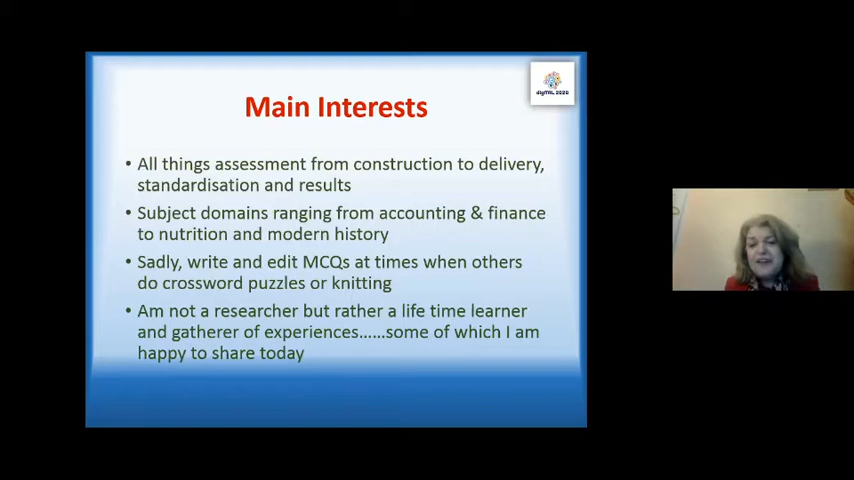 Main Interests
digiTAL 2020
• All things assessment from construction to delivery,
standardisation and results
• Subject domains ranging from accounting & finance
to nutrition and modern history
• Sadly, write and edit MCQs at times when others
do crossword puzzles or knitting
• Am not a researcher but rather a life time learner
and gatherer of experiences......some of which I am
happy to share today